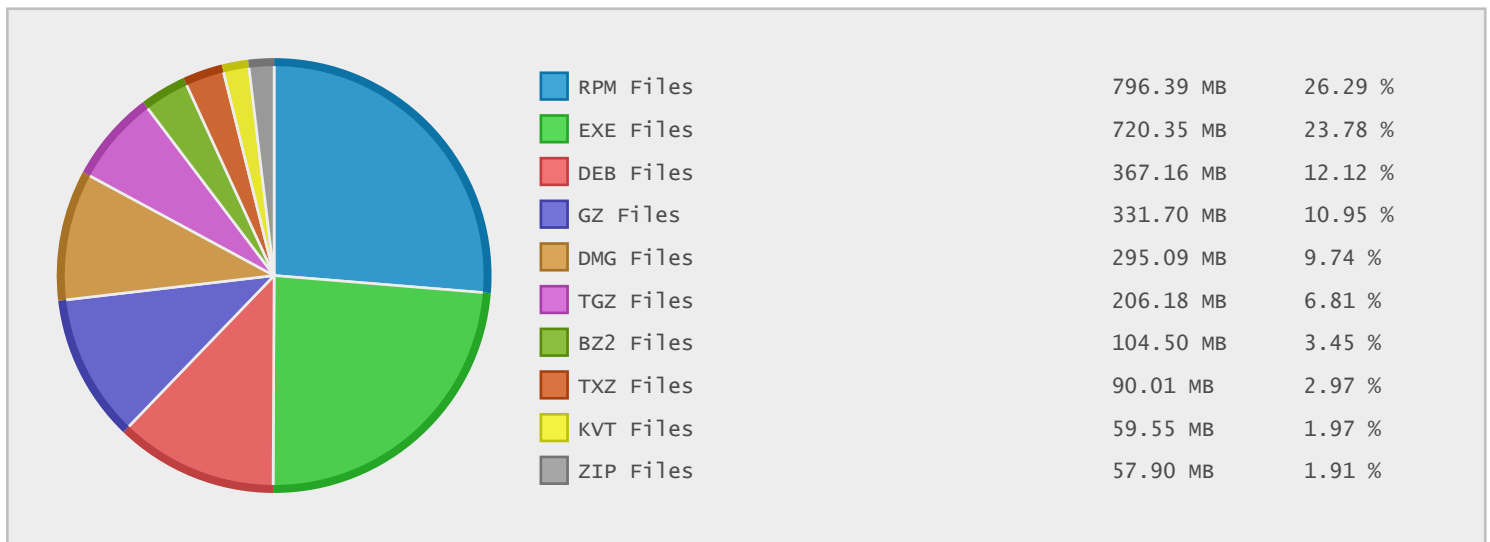 RPM Files 796.39 MB 26.29 %
EXE Files 720.35 MB 23.78 %
DEB Files 367.16 MB 12.12 %
GZ Files 331.70 MB 10.95 %
DMG Files 295.09 MB 9.74 %
TGZ Files 206.18 MB 6.81 %
BZ2 Files 104.50 MB 3.45 %
TXZ Files 90.01 MB 2.97 %
KVT Files 59.55 MB 1.97 %
ZIP Files 57.90 MB 1.91 %